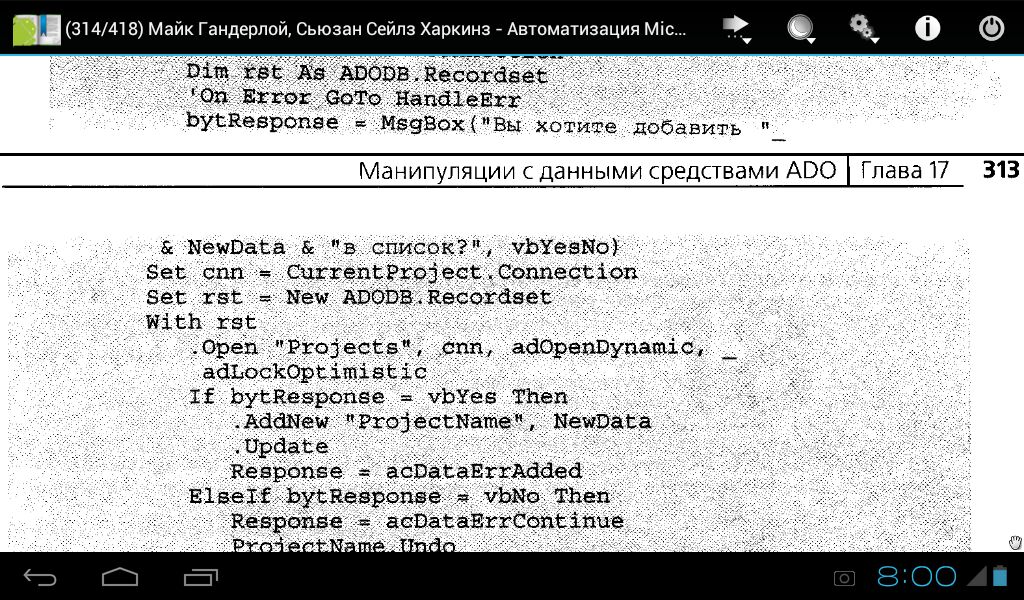 (314/418) Майк Гандерлой, Сьюзан Сейлз Харкинз - Автоматизация Mic...
Dim rst As ADODB.Recordset
'On Error GoTo HandleErr
bytResponse = MsgBox("Вы хотите добавить "_
Манипуляции с данными средствами ADO | Глава 17 313
& NewData & "в список?", vbYesNo)
Set cnn = CurrentProject.Connection
Set rst = New ADODB.Recordset
With rst
.Open "Projects", cnn, adOpenDynamic, _
adLockOptimistic
If bytResponse = vbYes Then
.AddNew "ProjectName", NewData
.Update
Response = acDataErrAdded
ElseIf bytResponse = vbNo Then
Response = acDataErrContinue
ProjectName.Undo
8:00